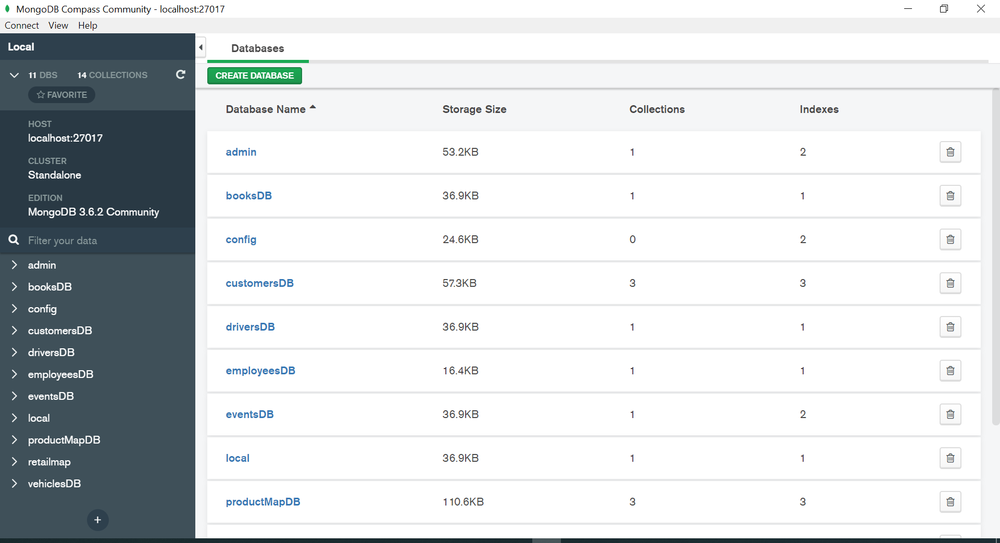 MongoDB Compass Community - localhost:27017
Connect View Help
Local
11 DBS 14 COLLECTIONS
FAVORITE
HOST
localhost:27017
CLUSTER
Standalone
EDITION
MongoDB 3.6.2 Community
Filter your data
admin
booksDB
config
customersDB
driversDB
employeesDB
eventsDB
local
productMapDB
retailmap
vehiclesDB
+
Databases
CREATE DATABASE
Database Name Storage Size Collections Indexes
admin 53.2KB 1 2
booksDB 36.9KB 1 1
config 24.6KB 0 2
customersDB 57.3KB 3 3
driversDB 36.9KB 1 1
employeesDB 16.4KB 1 1
eventsDB 36.9KB 1 2
local 36.9KB 1 1
productMapDB 110.6KB 3 3